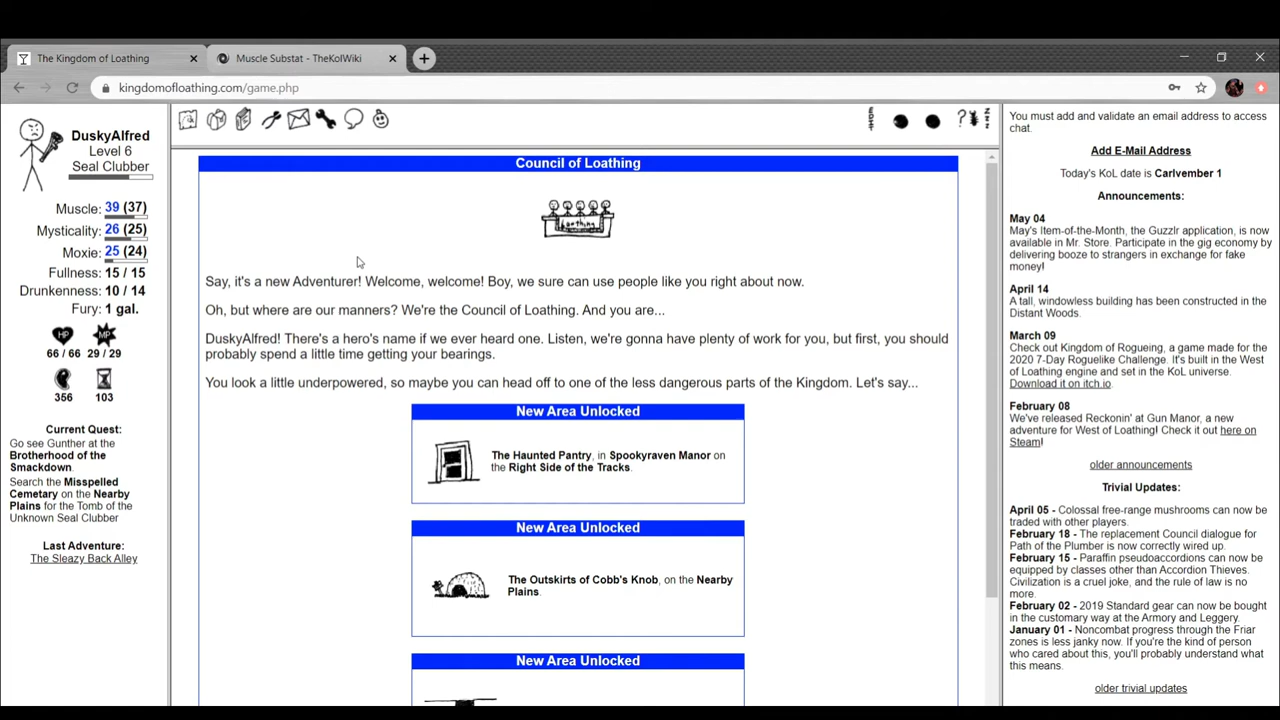 The Kingdom of Loathing
Muscle Substat - TheKolWiki
kingdomofloathing.com/game.php
DuskyAlfred
Level 6
Seal Clubber
Muscle: 39 (37)
Mysticality: 26 (25)
Moxie: 25 (24)
Fullness: 15 / 15
Drunkenness: 10 / 14
Fury: 1 gal.
HP MP
66 / 66 29 / 29
356 103
Current Quest:
Go see Gunther at the
Brotherhood of the
Smackdown.
Search the Misspelled
Cemetary on the Nearby
Plains for the Tomb of the
Unknown Seal Clubber
Last Adventure:
The Sleazy Back Alley
Council of Loathing
Say, it's a new Adventurer! Welcome, welcome! Boy, we sure can use people like you right about now.
Oh, but where are our manners? We're the Council of Loathing. And you are...
DuskyAlfred! There's a hero's name if we ever heard one. Listen, we're gonna have plenty of work for you, but first, you should
probably spend a little time getting your bearings.
You look a little underpowered, so maybe you can head off to one of the less dangerous parts of the Kingdom. Let's say...
New Area Unlocked
The Haunted Pantry, in Spookyraven Manor on
the Right Side of the Tracks.
New Area Unlocked
The Outskirts of Cobb's Knob, on the Nearby
Plains.
New Area Unlocked
You must add and validate an email address to access
chat.
Add E-Mail Address
Today's KoL date is Carlvember 1
Announcements:
May 04
May's Item-of-the-Month, the Guzzlr application, is now
available in Mr. Store. Participate in the gig economy by
delivering booze to strangers in exchange for fake
money!
April 14
A tall, windowless building has been constructed in the
Distant Woods.
March 09
Check out Kingdom of Rogueing, a game made for the
2020 7-Day Roguelike Challenge. It's built in the West
of Loathing engine and set in the KoL universe.
Download it on itch.io.
February 08
We've released Reckonin' at Gun Manor, a new
adventure for West of Loathing! Check it out here on
Steam!
older announcements
Trivial Updates:
April 05 - Colossal free-range mushrooms can now be
traded with other players.
February 18 - The replacement Council dialogue for
Path of the Plumber is now correctly wired up.
February 15 - Paraffin pseudoaccordions can now be
equipped by classes other than Accordion Thieves.
Civilization is a cruel joke, and the rule of law is no
more.
February 02 - 2019 Standard gear can now be bought
in the customary way at the Armory and Leggery.
January 01 - Noncombat progress through the Friar
zones is less janky now. If you're the kind of person
who cared about this, you'll probably understand what
this means.
older trivial updates